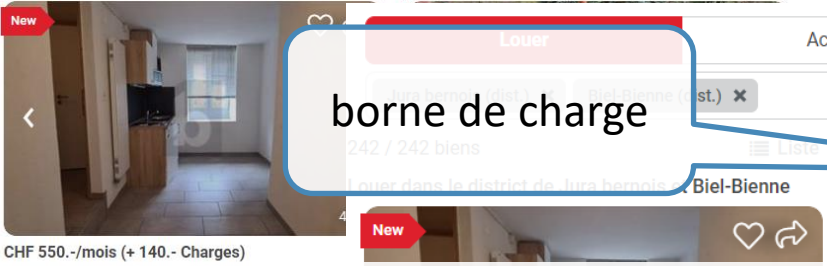 New
4
CHF 550.-/mois (+ 140.- Charges)
Louer
Ac
Jura bernois (dist.) ✖ Biel-Bienne (dist.) ✖
borne de charge
242 / 242 biens
Liste
Louer dans le district de Jura bernois et Biel-Bienne
New